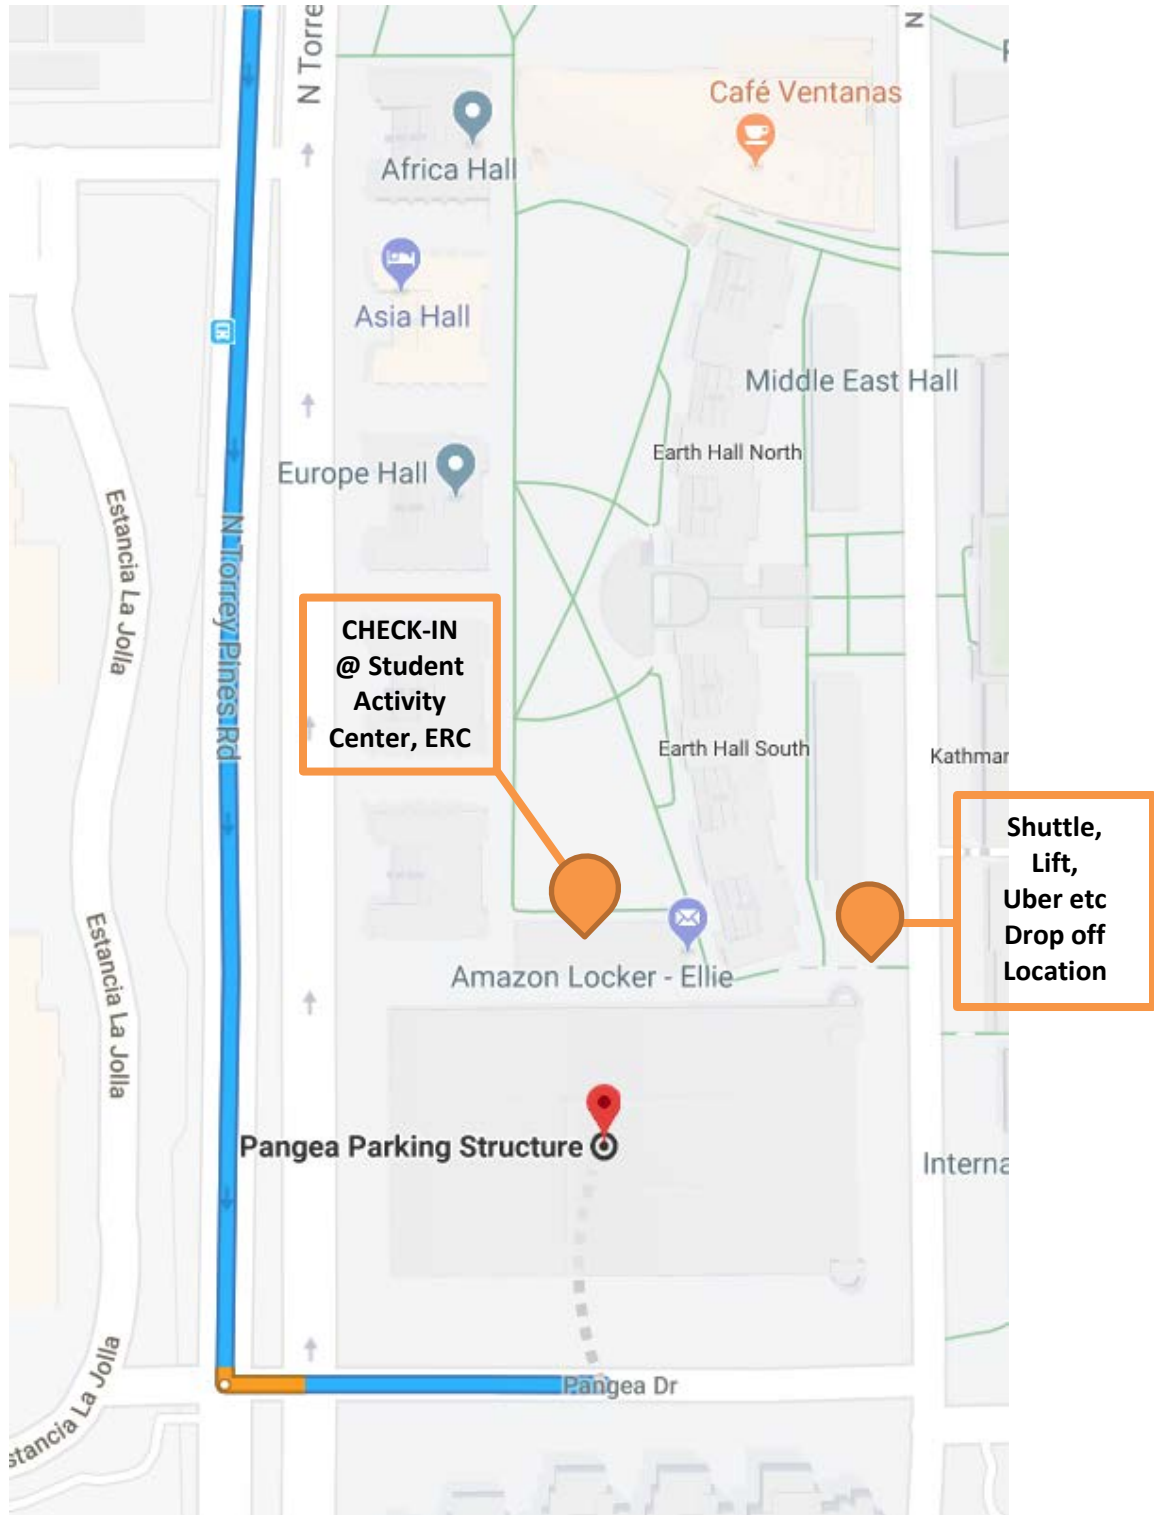 N Torre
N
Café Ventanas
Africa Hall
Asia Hall
Middle East Hall
Earth Hall North
Europe Hall
Estancia La Jolla
N Torrey Pines Rd
CHECK-IN
@ Student
Activity
Center, ERC
Earth Hall South
Kathmar
Shuttle,
Lift,
Uber etc
Drop off
Location
Estancia La Jolla
Amazon Locker - Ellie
Pangea Parking Structure
Interna
stancia La Jolla
Pangea Dr